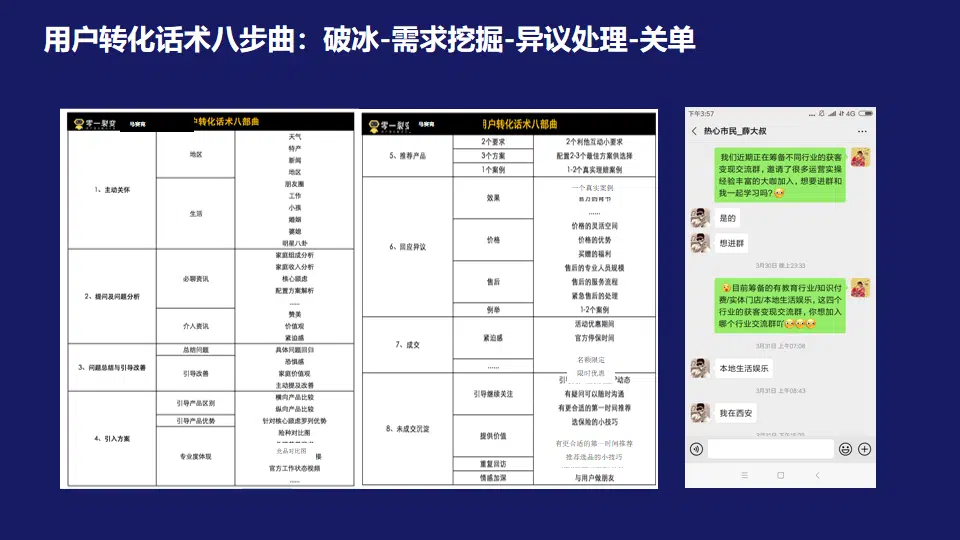 用户转化话术八步曲：破冰-需求挖掘-异议处理-关单
零一裂变
户转化话术八部曲
1、主动关怀
地区
天气
特产
新闻
地区
生活
朋友圈
工作
小孩
婚姻
婆媳
明星八卦
2、提问及问题分析
必聊资讯
家庭组成分析
家庭收入分析
核心顾虑
配置方案解析
......
介入资讯
赞美
价值观
紧迫感
3、问题总结与引导改善
总结问题
具体问题回归
引导改善
恐惧感
家庭价值观
主动提及改善
4、引入方案
引导产品区别
横向产品比较
纵向产品比较
引导产品优势
针对核心顾虑罗列优势
专业度体现
险种对比图
竞品对比图
官方工作状态视频
......
零一裂
用户转化话术八部曲
5、推荐产品
2个要求
2个利他互动小要求
3个方案
配置2-3个最佳方案供选择
1个案例
1-2个真实理赔案例
6、回应异议
效果
一个真实案例
官方的背书
......
价格
价格的灵活空间
价格的优势
买赠的福利
售后
售后的专业人员规模
售后的服务流程
紧急售后的处理
例举
1-2个案例
7、成交
紧迫感
活动优惠期间
官方停保时间
名额限定
......
限时优惠
8、未成交沉淀
引导继续关注
动态
有疑问可以随时沟通
有更合适的第一时间推荐
提供价值
选保险的小技巧
有更合适的第一时间推荐
推荐选品的小技巧
重复回访
情感加深
与用户做朋友
下午3:57
4G
热心市民_薛大叔
我们近期正在筹备不同行业的获客
变现交流群，邀请了很多运营实操
经验丰富的大咖加入，想要进群和
我一起学习吗？
是的
想进群
3月30日 晚上23:33
目前筹备的有教育行业/知识付
费/实体门店/本地生活娱乐，这四个
行业的获客变现交流群，你想加入
哪个行业交流群吖
3月31日 上午07:08
本地生活娱乐
3月31日 上午08:43
我在西安